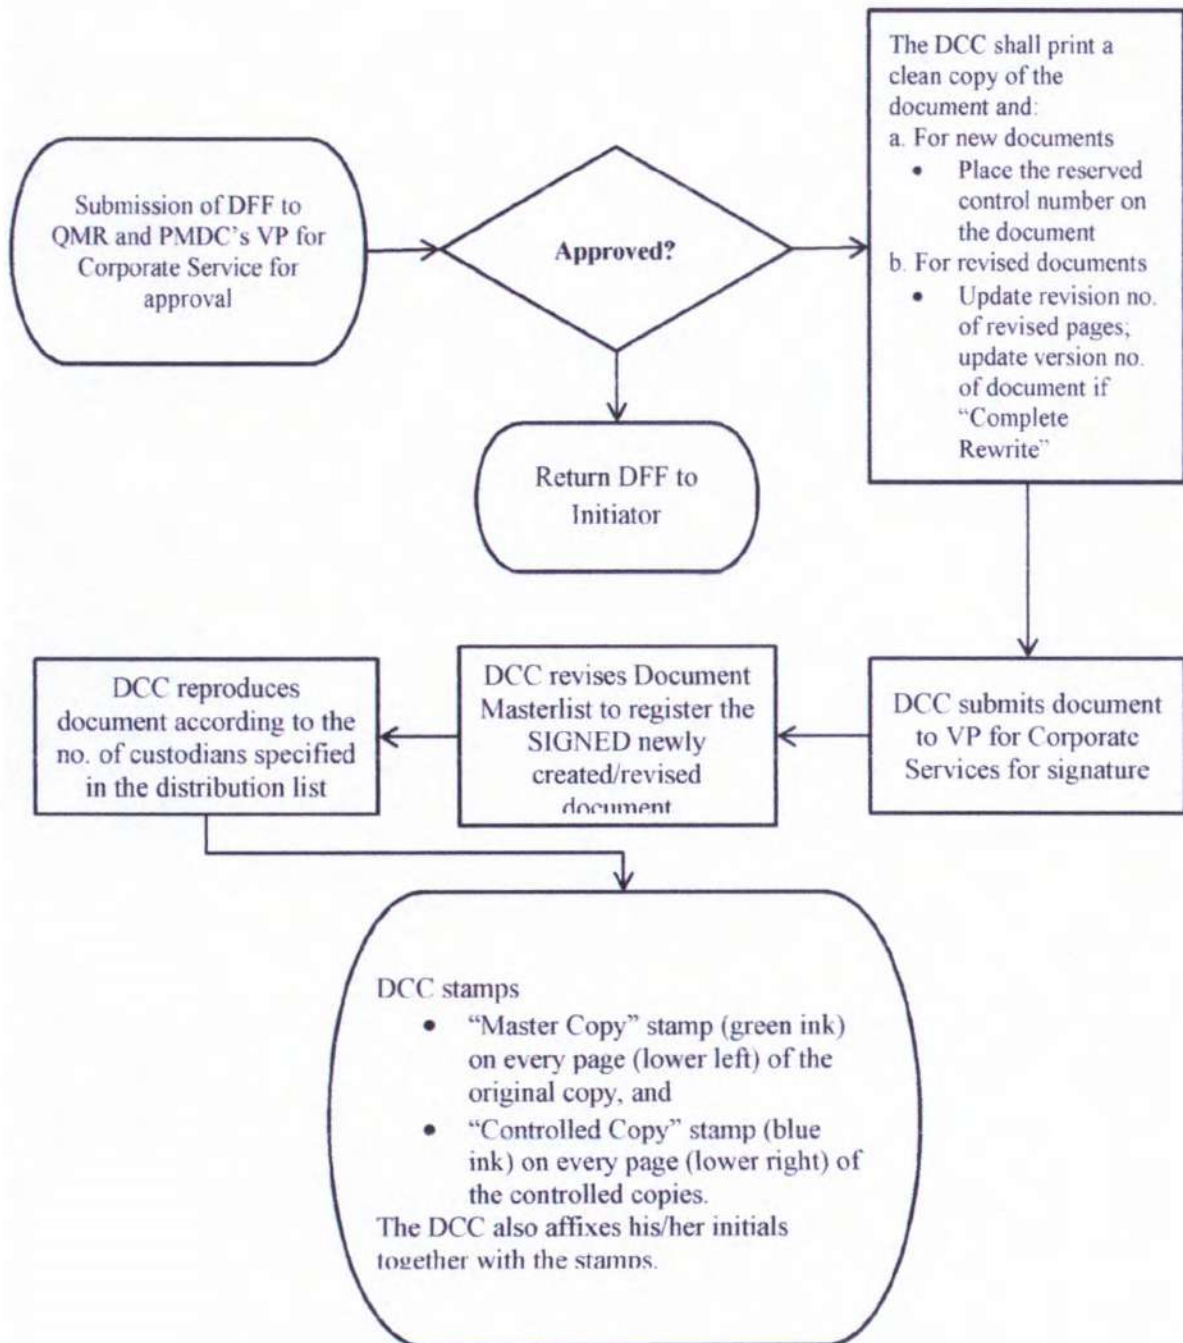 Submission of DFF to
QMR and PMDC's VP for
Corporate Service for
approval
Approved?
The DCC shall print a
clean copy of the
document and:
a. For new documents
• Place the reserved
control number on
the document
b. For revised documents
• Update revision no.
of revised pages;
update version no.
of document if
“Complete
Rewrite”
Return DFF to
Initiator
DCC reproduces
document according to the
no. of custodians specified
in the distribution list
DCC revises Document
Masterlist to register the
SIGNED newly
created/revised
document
DCC submits document
to VP for Corporate
Services for signature
DCC stamps
• “Master Copy” stamp (green ink)
on every page (lower left) of the
original copy, and
• “Controlled Copy” stamp (blue
ink) on every page (lower right) of
the controlled copies.
The DCC also affixes his/her initials
together with the stamps.